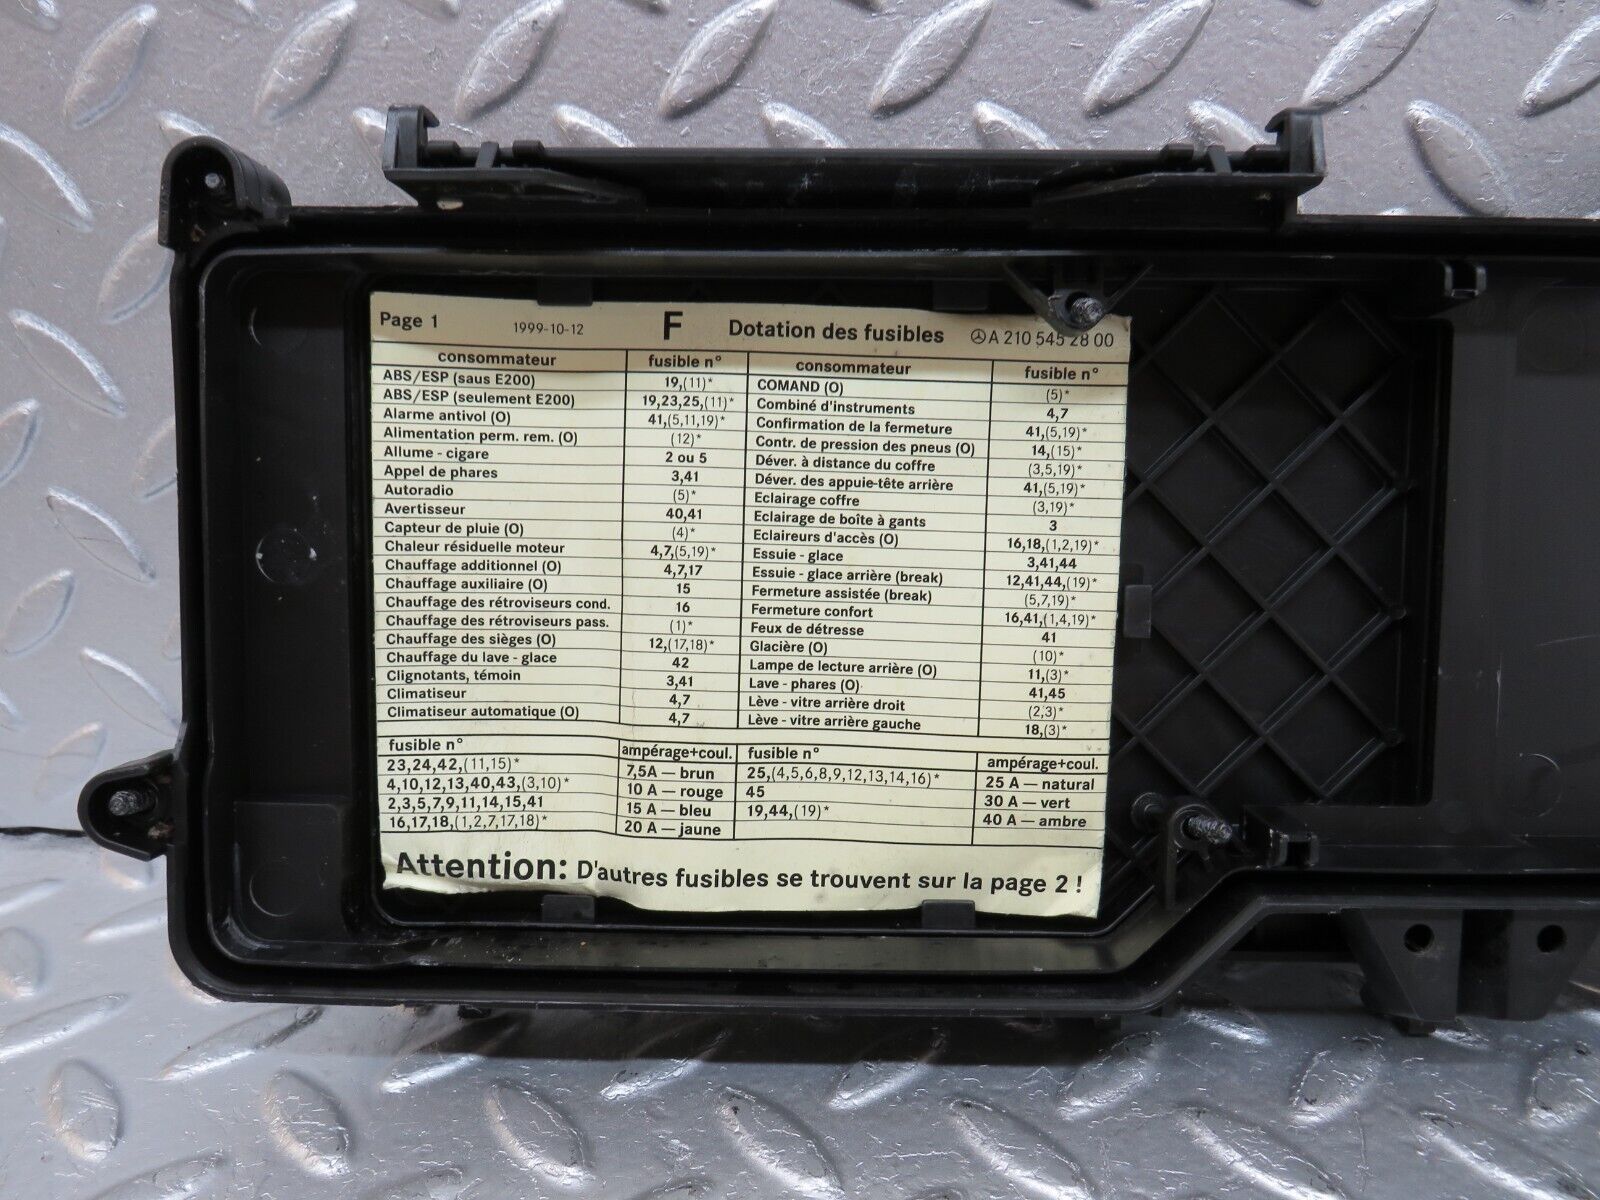 Page 1 1999-10-12 F Dotation des fusibles A 210 545 28 00
consommateur fusible n°
ABS/ESP (saus E200) 19,(11)*
ABS/ESP (seulement E200) 19,23,25,(11)*
Alarme antivol (O) 41,(5,11,19)*
Alimentation perm. rem. (O) (12)*
Allume - cigare 2 ou 5
Appel de phares 3,41
Autoradio (5)*
Avertisseur 40,41
Capteur de pluie (O) (4)*
Chaleur résiduelle moteur 4,7,(5,19)*
Chauffage additionnel (O) 4,7,17
Chauffage auxiliaire (O) 15
Chauffage des rétroviseurs cond. 16
Chauffage des rétroviseurs pass. (1)*
Chauffage des sièges (O) 12,(17,18)*
Chauffage du lave - glace 42
Clignotants, témoin 3,41
Climatiseur 4,7
Climatiseur automatique (O) 4,7
consommateur fusible n°
COMAND (O) (5)*
Combiné d'instruments 4,7
Confirmation de la fermeture 41,(5,19)*
Contr. de pression des pneus (O) 14,(15)*
Déver. à distance du coffre (3,5,19)*
Déver. des appuie-tête arrière 41,(5,19)*
Eclairage coffre (3,19)*
Eclairage de boîte à gants 3
Eclaireurs d'accès (O) 16,18,(1,2,19)*
Essuie - glace 3,41,44
Essuie - glace arrière (break) 12,41,44,(19)*
Fermeture assistée (break) (5,7,19)*
Fermeture confort 16,41,(1,4,19)*
Feux de détresse 41
Glacière (O) (10)*
Lampe de lecture arrière (O) 11,(3)*
Lave - phares (O) 41,45
Lève - vitre arrière droit (2,3)*
Lève - vitre arrière gauche 18,(3)*
fusible n° ampérage+coul.
23,24,42,(11,15)* 7,5A — brun
4,10,12,13,40,43,(3,10)* 10 A — rouge
2,3,5,7,9,11,14,15,41 15 A — bleu
16,17,18,(1,2,7,17,18)* 20 A — jaune
fusible n° ampérage+coul.
25,(4,5,6,8,9,12,13,14,16)* 25 A — natural
45 30 A — vert
19,44,(19)* 40 A — ambre
Attention: D'autres fusibles se trouvent sur la page 2 !